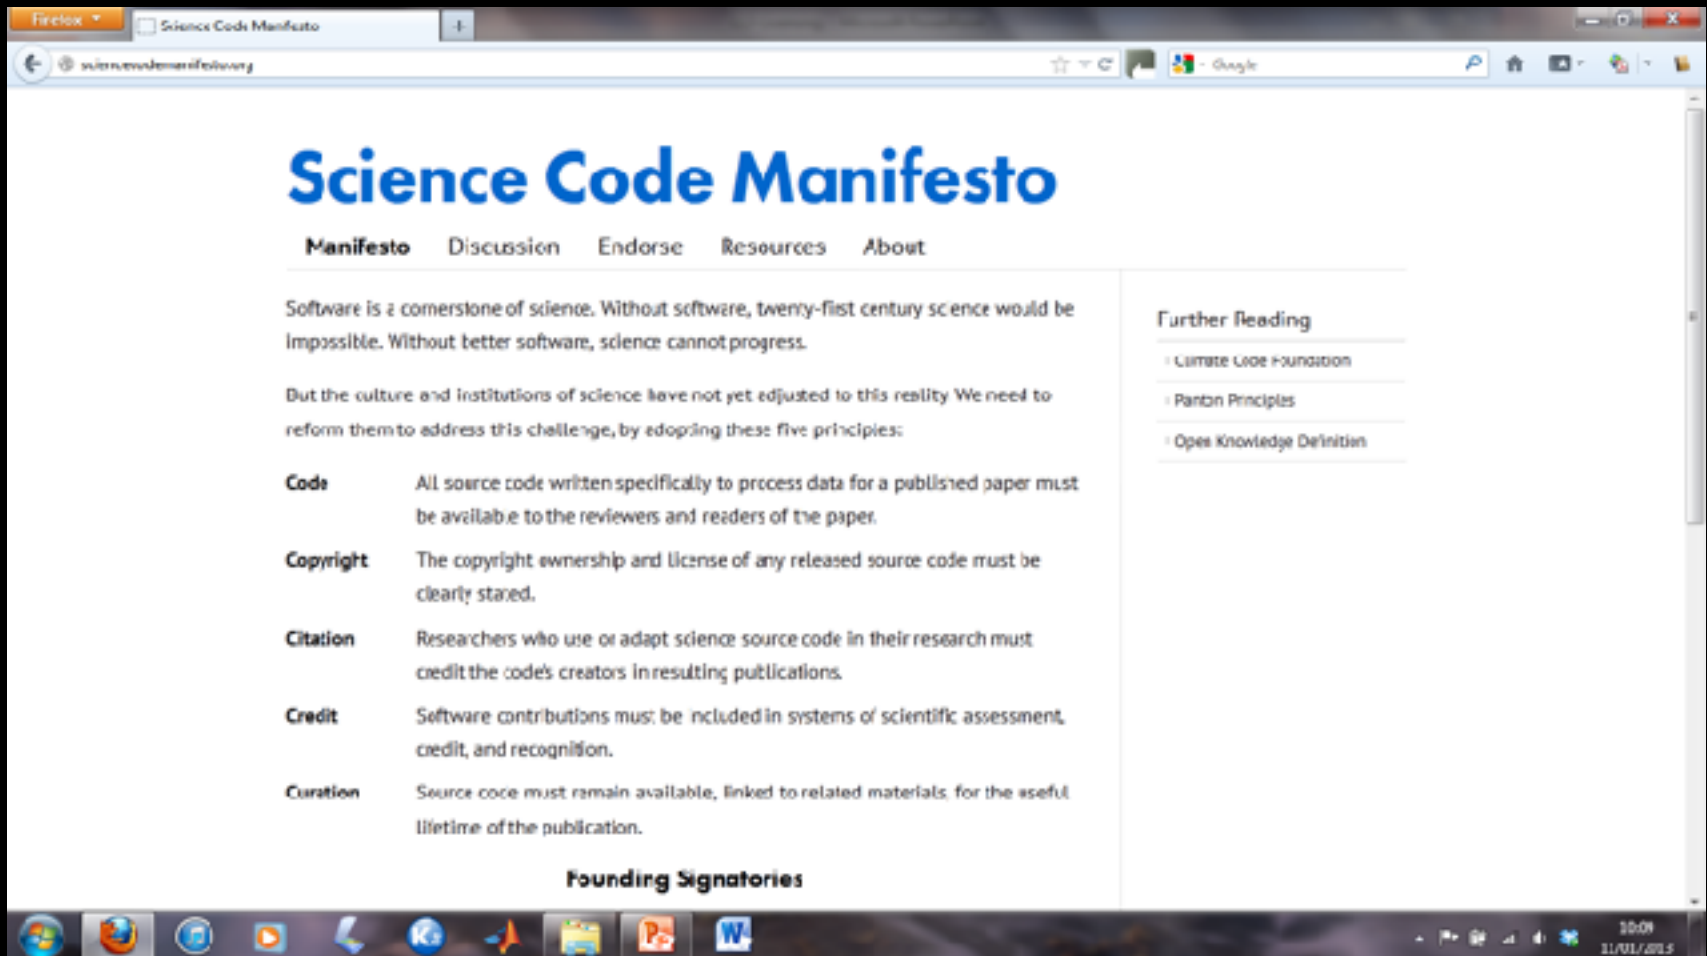 Firefox
Science Code Manifesto
sciencecodemanifesto.org
Google
Science Code Manifesto
Manifesto Discussion Endorse Resources About
Software is a cornerstone of science. Without software, twenty-first century science would be
impossible. Without better software, science cannot progress.
But the culture and institutions of science have not yet adjusted to this reality. We need to
reform them to address this challenge, by adopting these five principles:
Code All source code written specifically to process data for a published paper must
be available to the reviewers and readers of the paper.
Copyright The copyright ownership and license of any released source code must be
clearly stated.
Citation Researchers who use or adapt science source code in their research must
credit the code's creators in resulting publications.
Credit Software contributions must be included in systems of scientific assessment,
credit, and recognition.
Curation Source code must remain available, linked to related materials, for the useful
lifetime of the publication.
Founding Signatories
Further Reading
Climate Code Foundation
Panton Principles
Open Knowledge Definition
10:09
11/01/2013